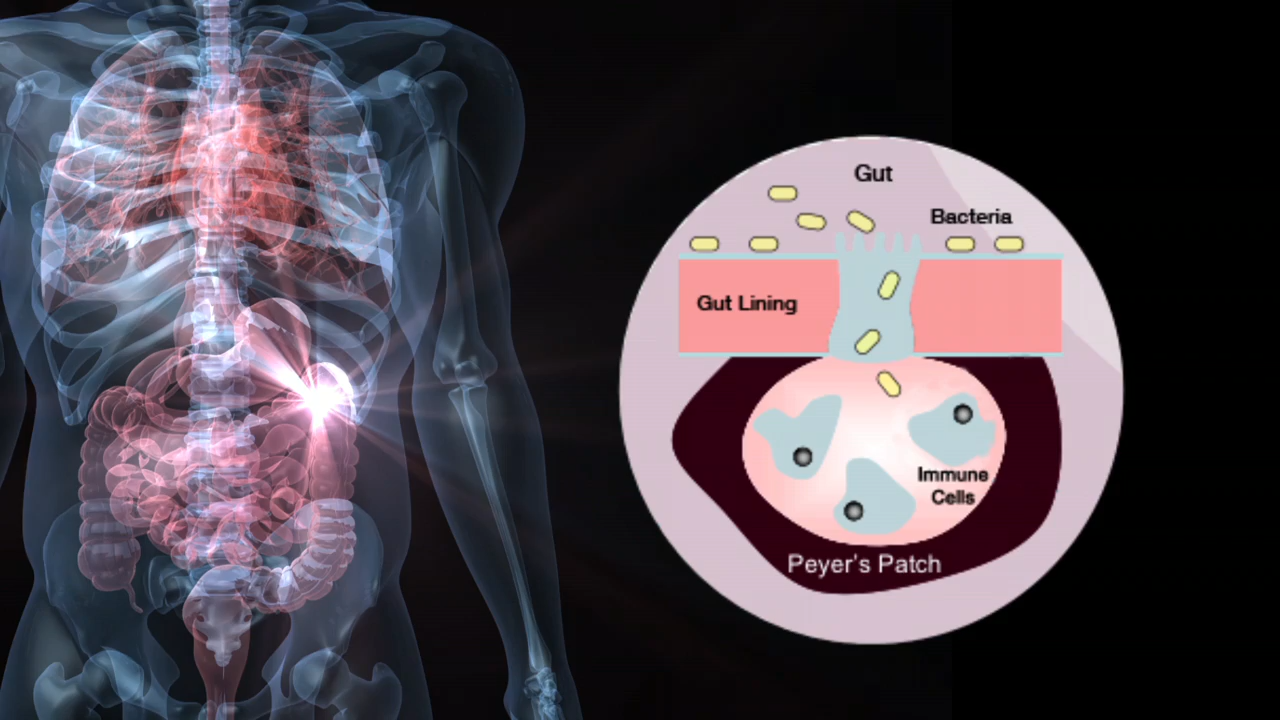 Gut
Bacteria
Gut Lining
Immune
Cells
Peyer's Patch